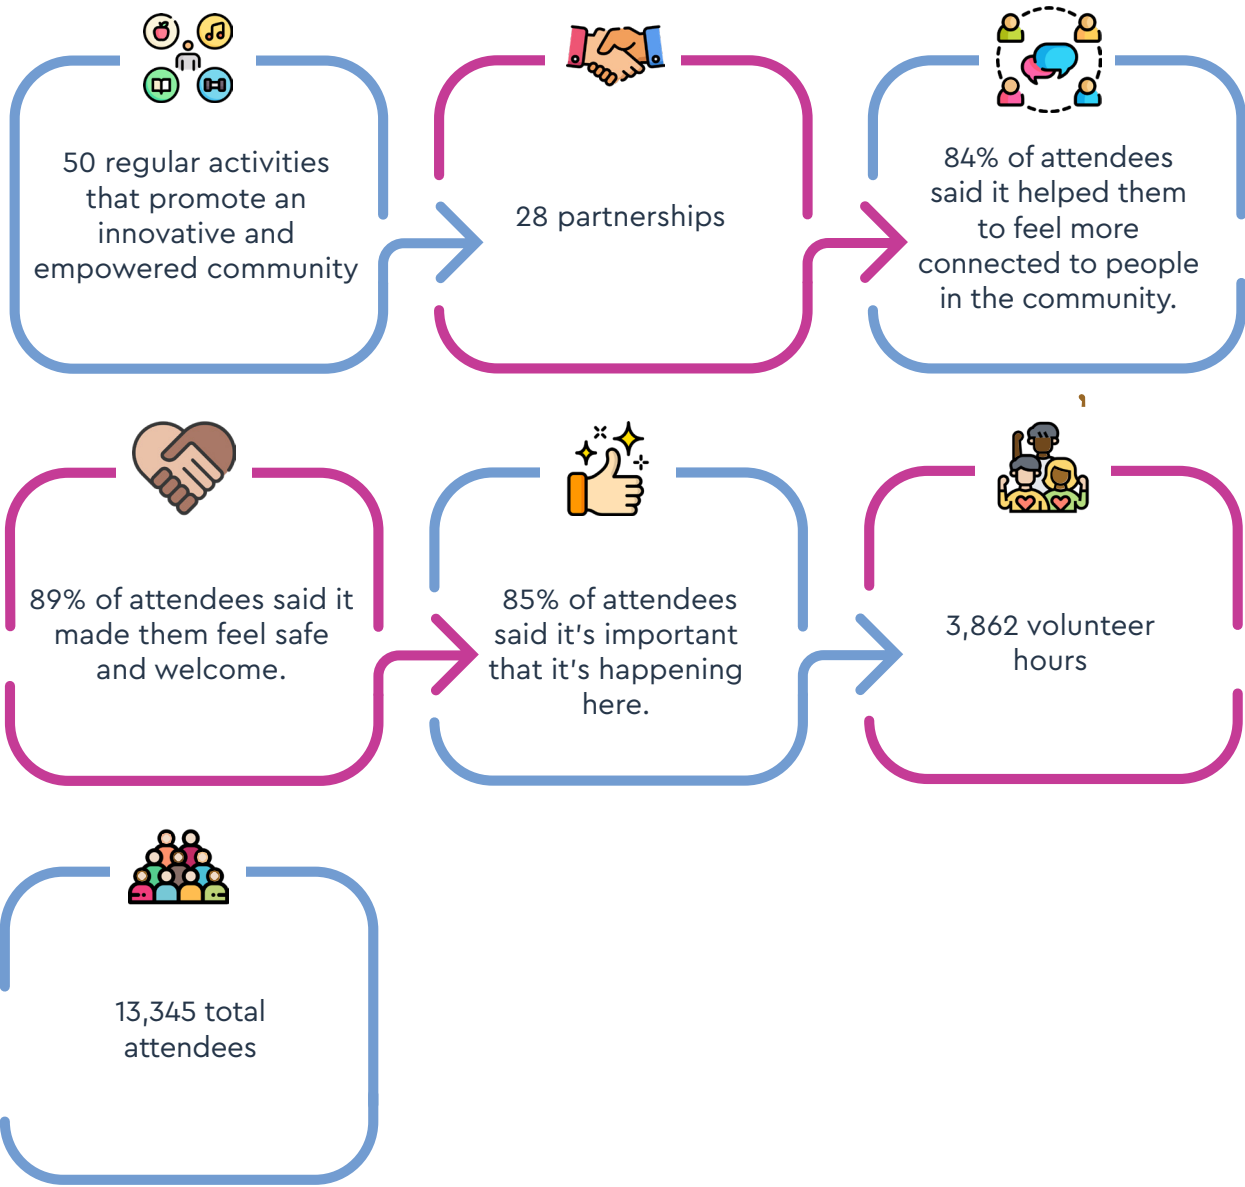 50 regular activities
that promote an
innovative and
empowered community
28 partnerships
84% of attendees
said it helped them
to feel more
connected to people
in the community.
89% of attendees said it
made them feel safe
and welcome.
85% of attendees
said it's important
that it's happening
here.
3,862 volunteer
hours
13,345 total
attendees